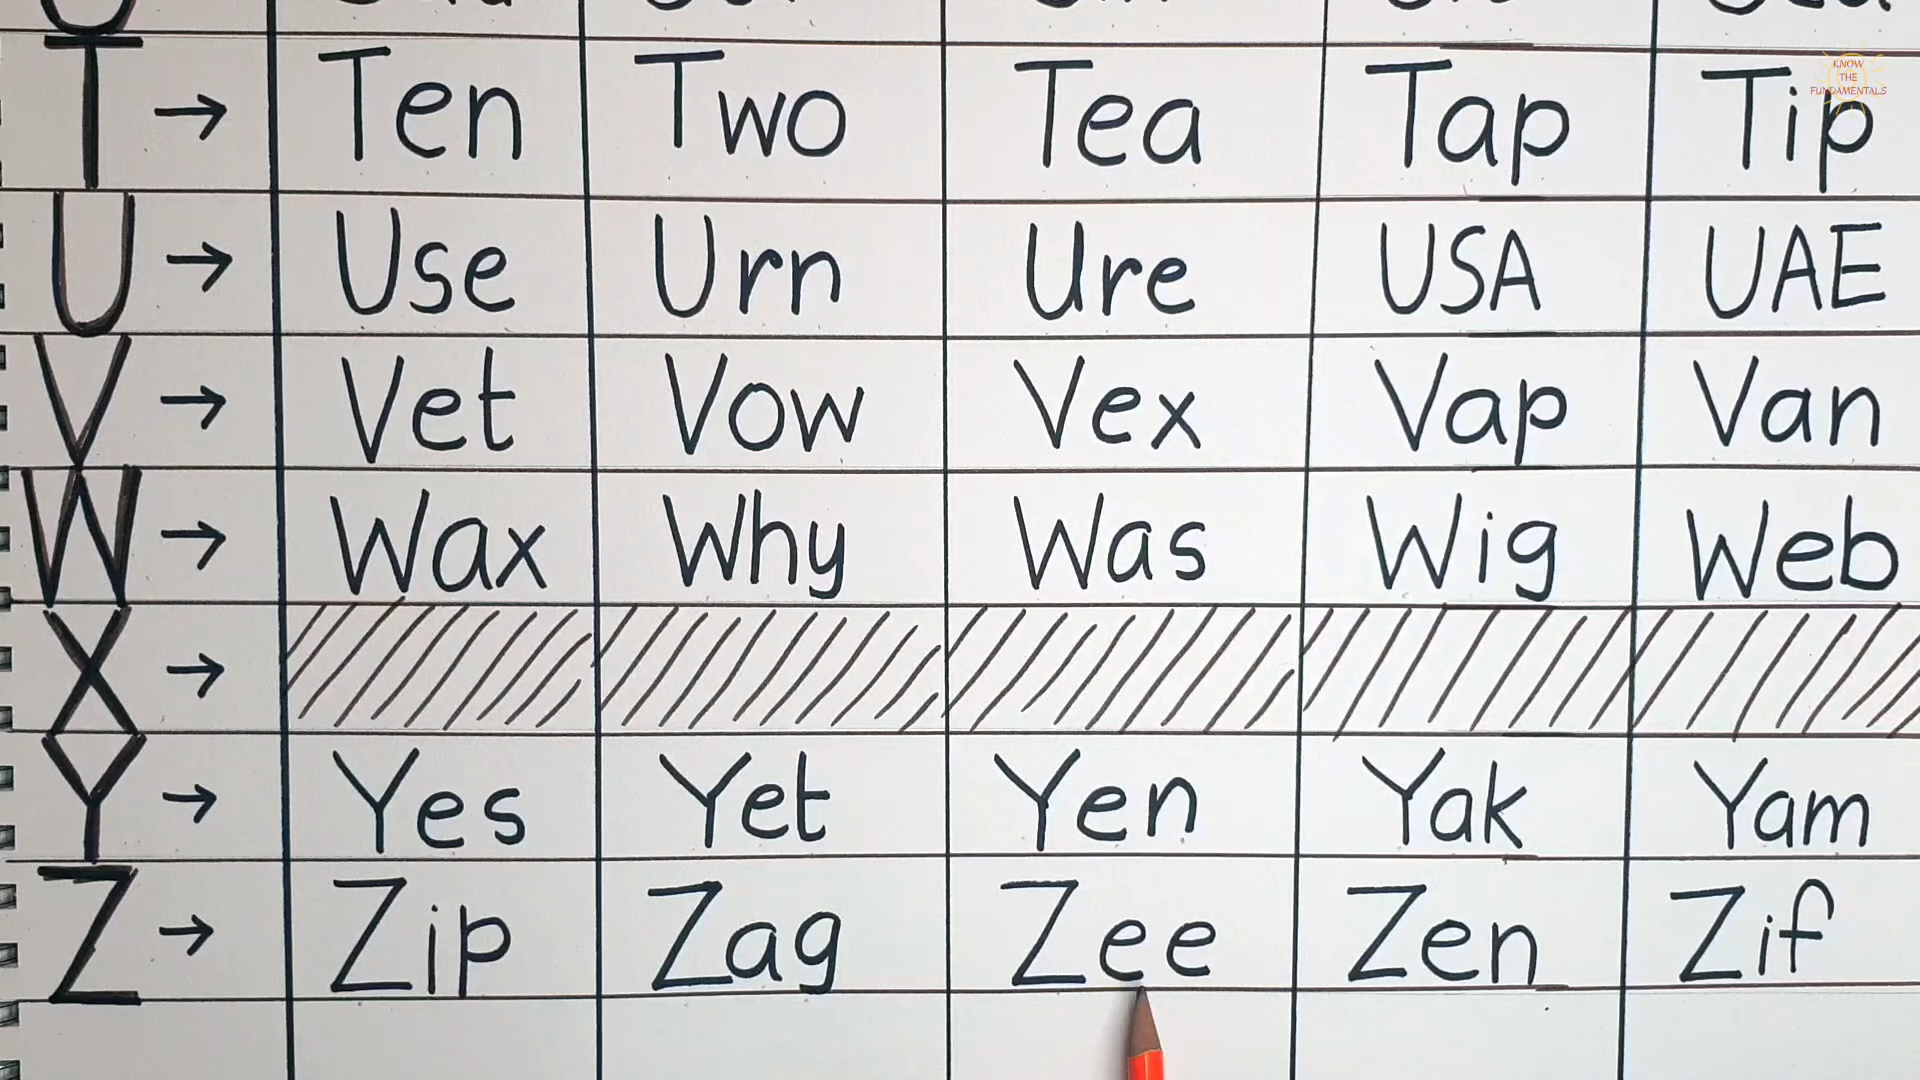 T → Ten Two Tea Tap Tip
U → Use Urn Ure USA UAE
V → Vet Vow Vex Vap Van
W → Wax Why Was Wig Web
X →
Y → Yes Yet Yen Yak Yam
Z → Zip Zag Zee Zen Zif
KNOW
THE
FUNDAMENTALS